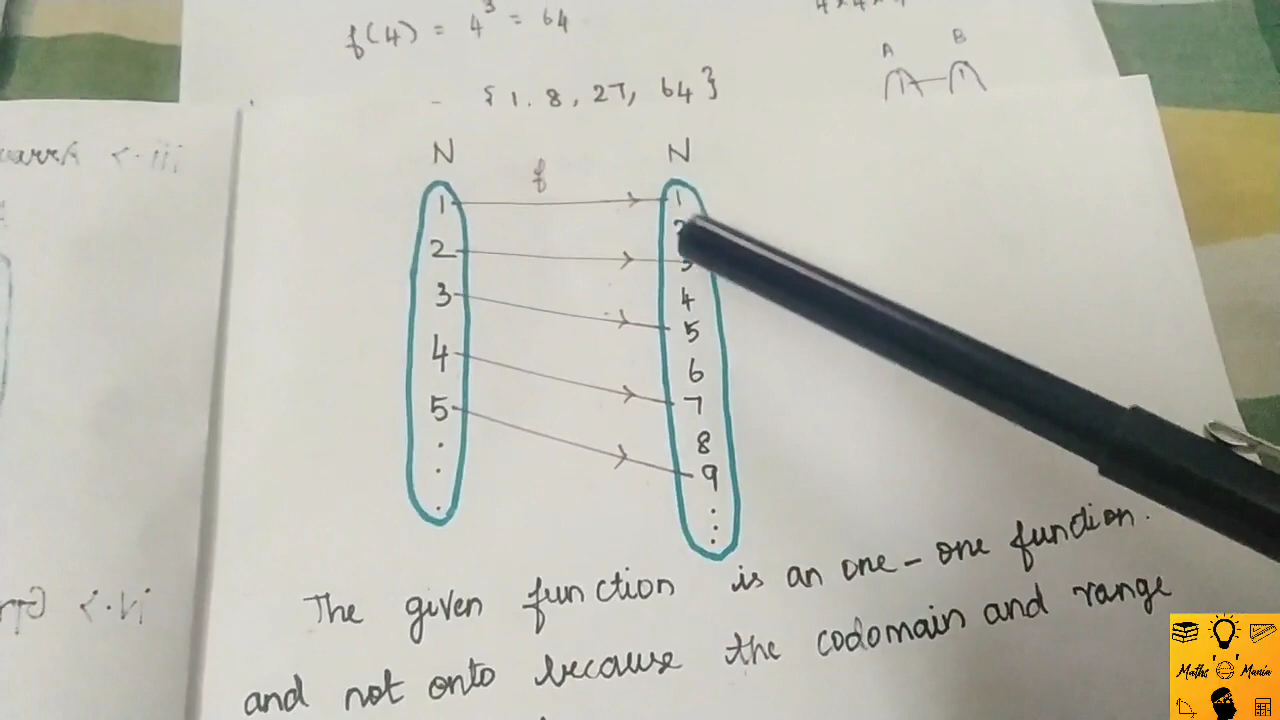 f(4) = 4³ = 64
A B
{1. 8, 27, 64}
N N
f
1 1
2
3
3 4
5
4 6
7
5 8
9
The given function is an one-one function.
and not onto because the codomain and range
Maths Mania